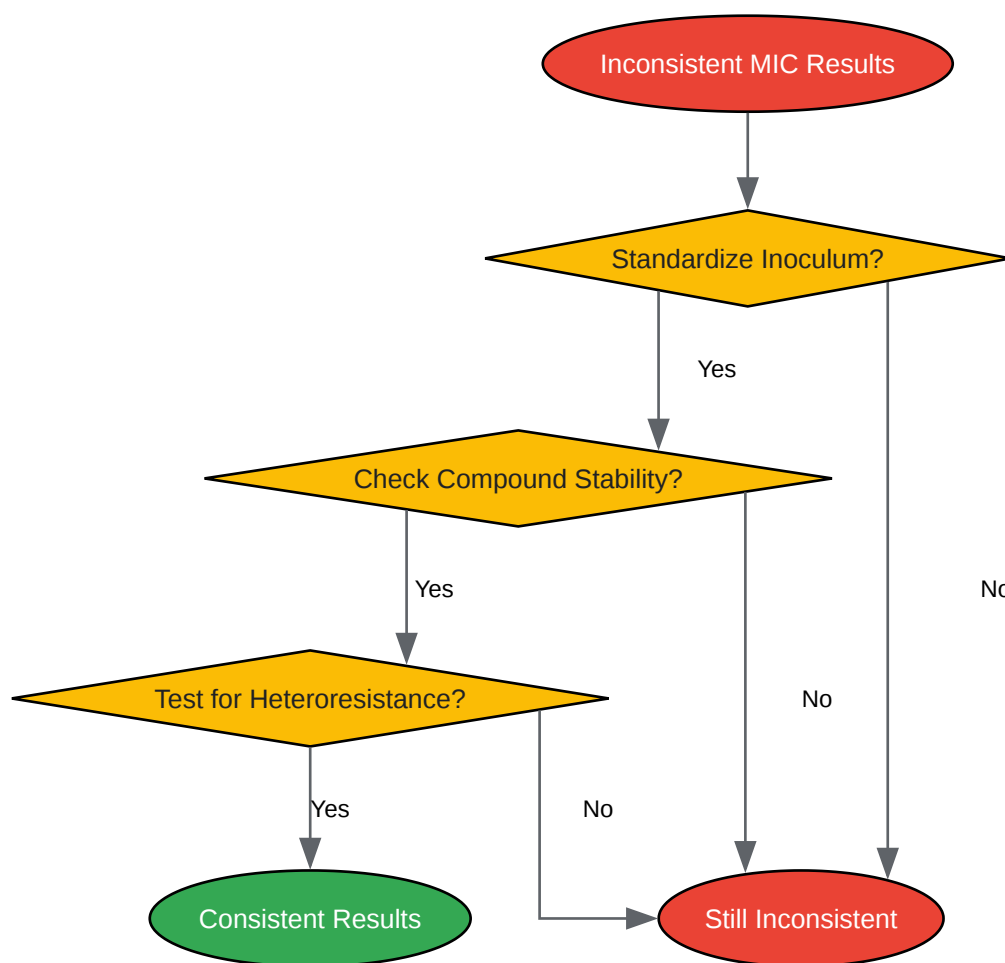 Inconsistent MIC Results
Standardize Inoculum?
Yes
Check Compound Stability?
Yes
No
Test for Heteroresistance?
No
Yes
No
Consistent Results
Still Inconsistent